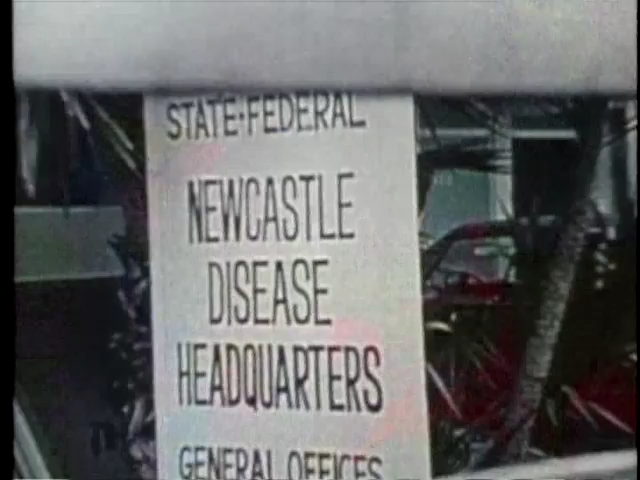 STATE-FEDERAL
NEWCASTLE
DISEASE
HEADQUARTERS
GENERAL OFFICES